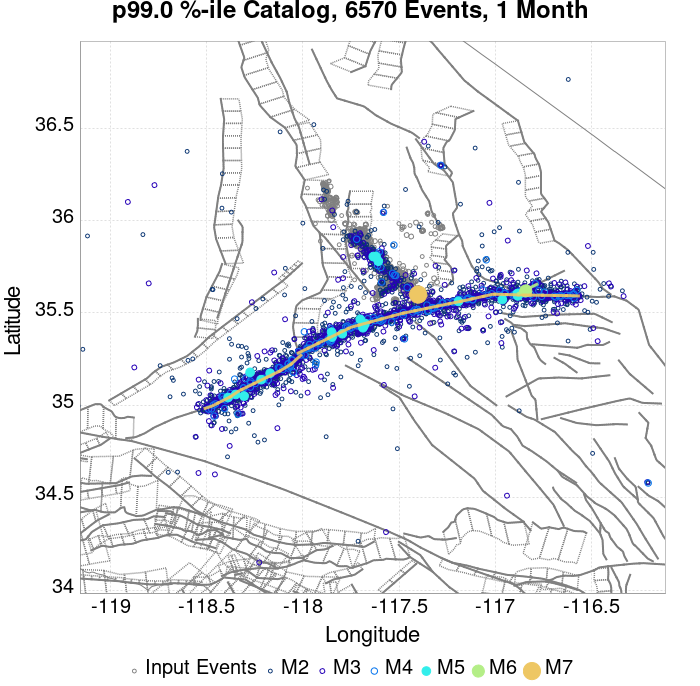 p99.0 %-ile Catalog, 6570 Events, 1 Month
36.5
36
35.5
35
34.5
34
Latitude
-119 -118.5 -118 -117.5 -117 -116.5
Longitude
Input Events M2 M3 M4 M5 M6 M7